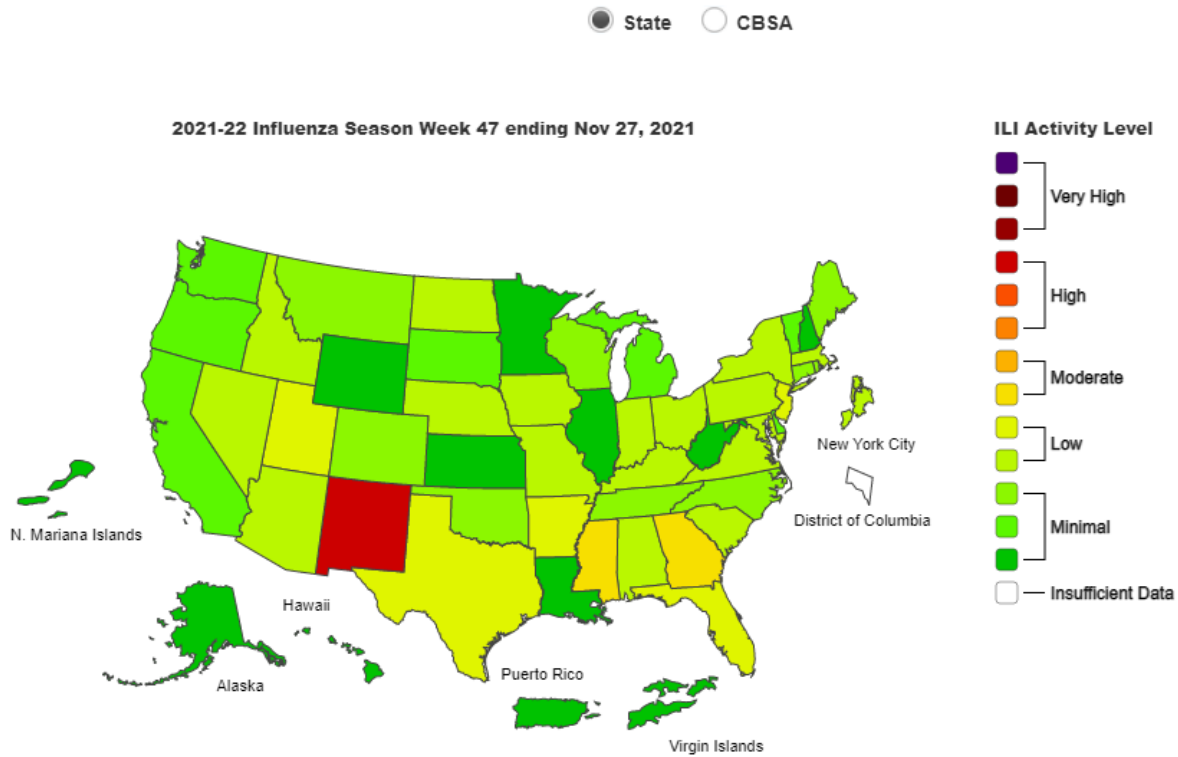 State CBSA
2021-22 Influenza Season Week 47 ending Nov 27, 2021
ILI Activity Level
Very High
High
Moderate
Low
Minimal
Insufficient Data
New York City
District of Columbia
N. Mariana Islands
Hawaii
Alaska
Puerto Rico
Virgin Islands